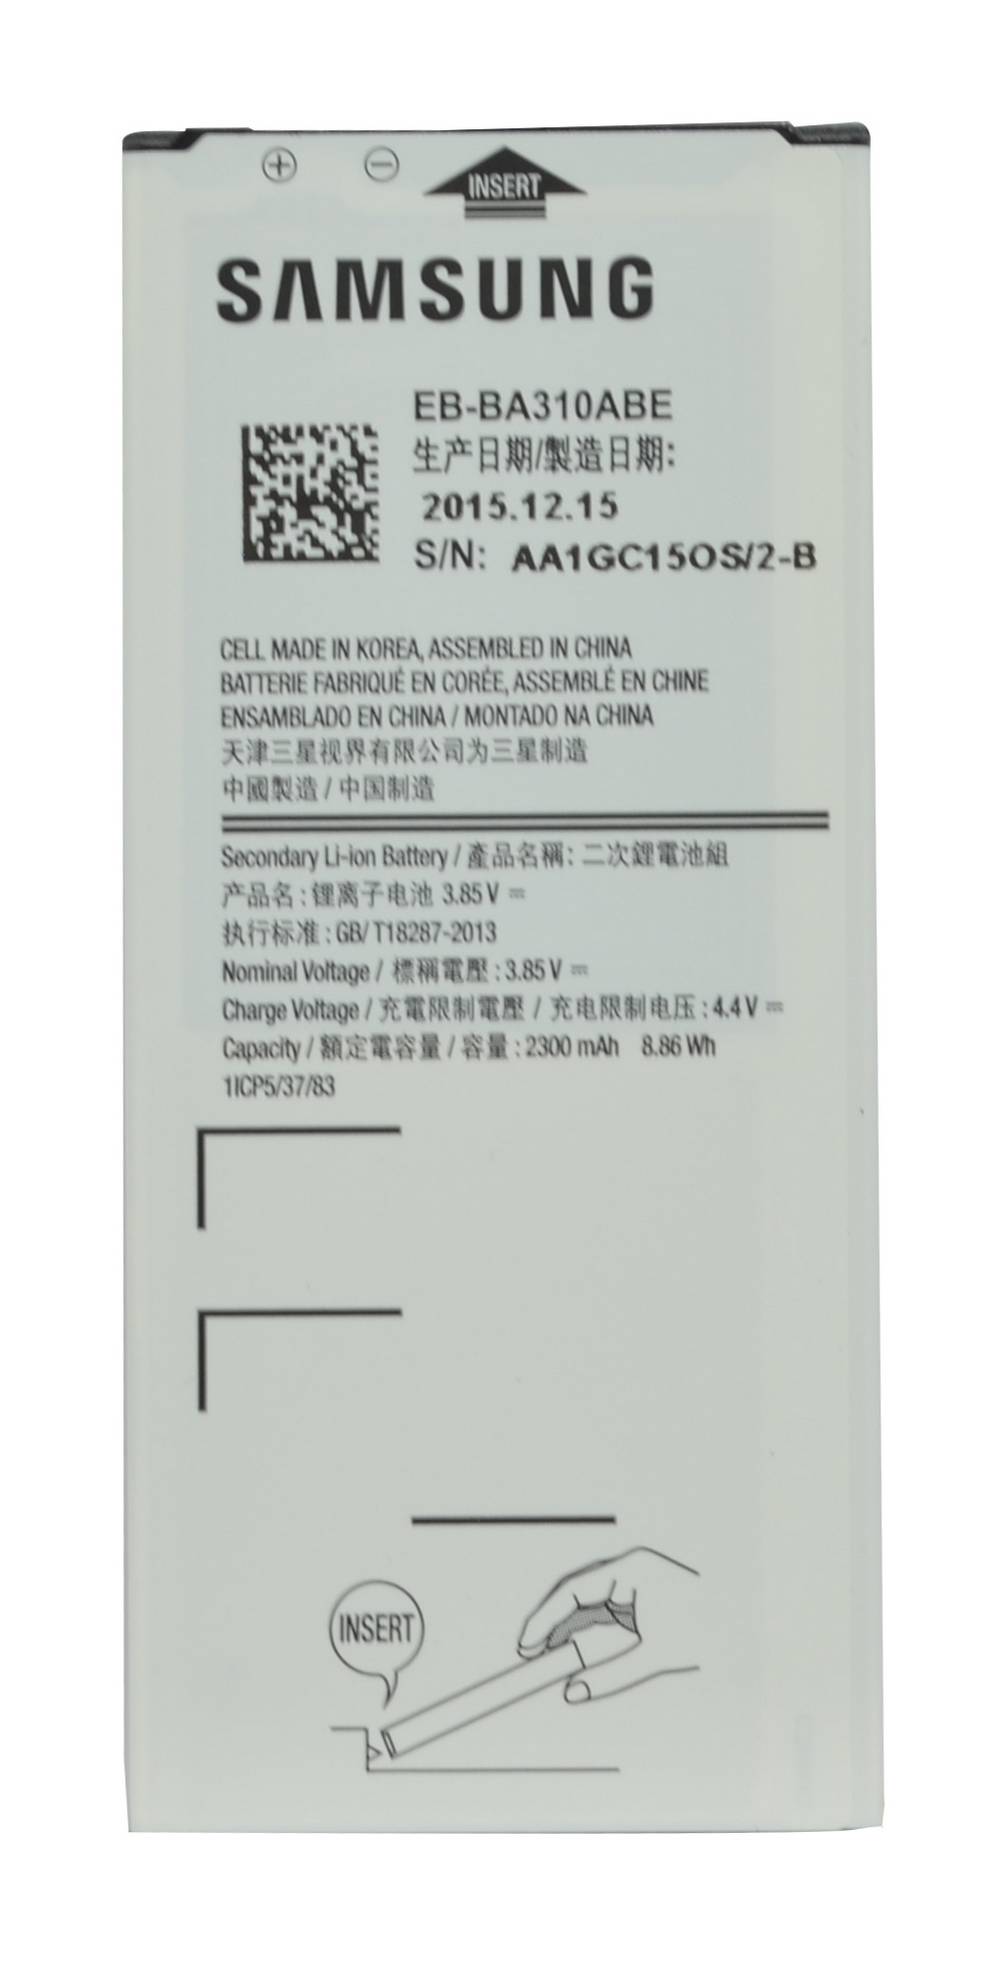 + − INSERT
SAMSUNG
EB-BA310ABE
生产日期/製造日期:
2015.12.15
S/N: AA1GC15OS/2-B
CELL MADE IN KOREA, ASSEMBLED IN CHINA
BATTERIE FABRIQUÉ EN CORÉE, ASSEMBLÉ EN CHINE
ENSAMBLADO EN CHINA / MONTADO NA CHINA
天津三星视界有限公司为三星制造
中國製造 / 中国制造
Secondary Li-ion Battery / 產品名稱: 二次鋰電池組
产品名 : 锂离子电池 3.85 V ⎓
执行标准 : GB/T18287-2013
Nominal Voltage / 標稱電壓 : 3.85 V ⎓
Charge Voltage / 充電限制電壓 / 充电限制电压 : 4.4 V ⎓
Capacity / 額定電容量 / 容量 : 2300 mAh 8.86 Wh
1ICP5/37/83
INSERT